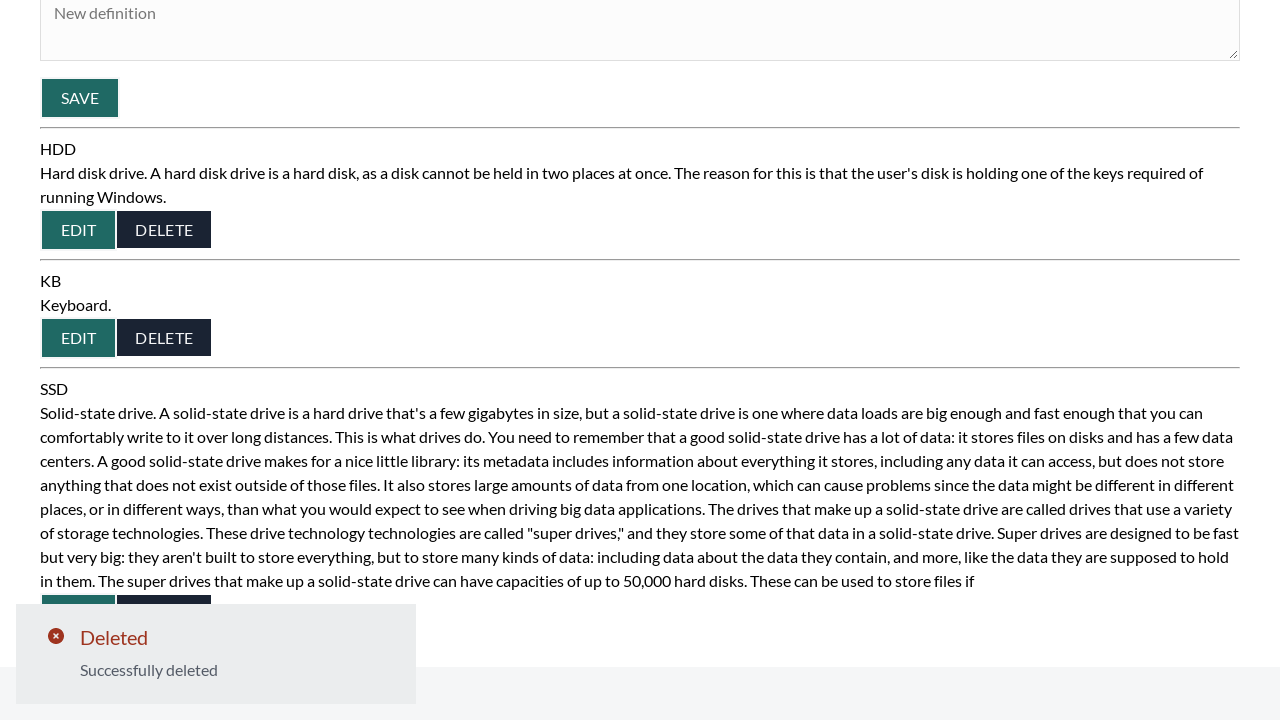 New definition
SAVE
HDD
Hard disk drive. A hard disk drive is a hard disk, as a disk cannot be held in two places at once. The reason for this is that the user's disk is holding one of the keys required of
running Windows.
EDIT DELETE
KB
Keyboard.
EDIT DELETE
SSD
Solid-state drive. A solid-state drive is a hard drive that's a few gigabytes in size, but a solid-state drive is one where data loads are big enough and fast enough that you can
comfortably write to it over long distances. This is what drives do. You need to remember that a good solid-state drive has a lot of data: it stores files on disks and has a few data
centers. A good solid-state drive makes for a nice little library: its metadata includes information about everything it stores, including any data it can access, but does not store
anything that does not exist outside of those files. It also stores large amounts of data from one location, which can cause problems since the data might be different in different
places, or in different ways, than what you would expect to see when driving big data applications. The drives that make up a solid-state drive are called drives that use a variety
of storage technologies. These drive technology technologies are called "super drives," and they store some of that data in a solid-state drive. Super drives are designed to be fast
but very big: they aren't built to store everything, but to store many kinds of data: including data about the data they contain, and more, like the data they are supposed to hold
in them. The super drives that make up a solid-state drive can have capacities of up to 50,000 hard disks. These can be used to store files if
Deleted
Successfully deleted